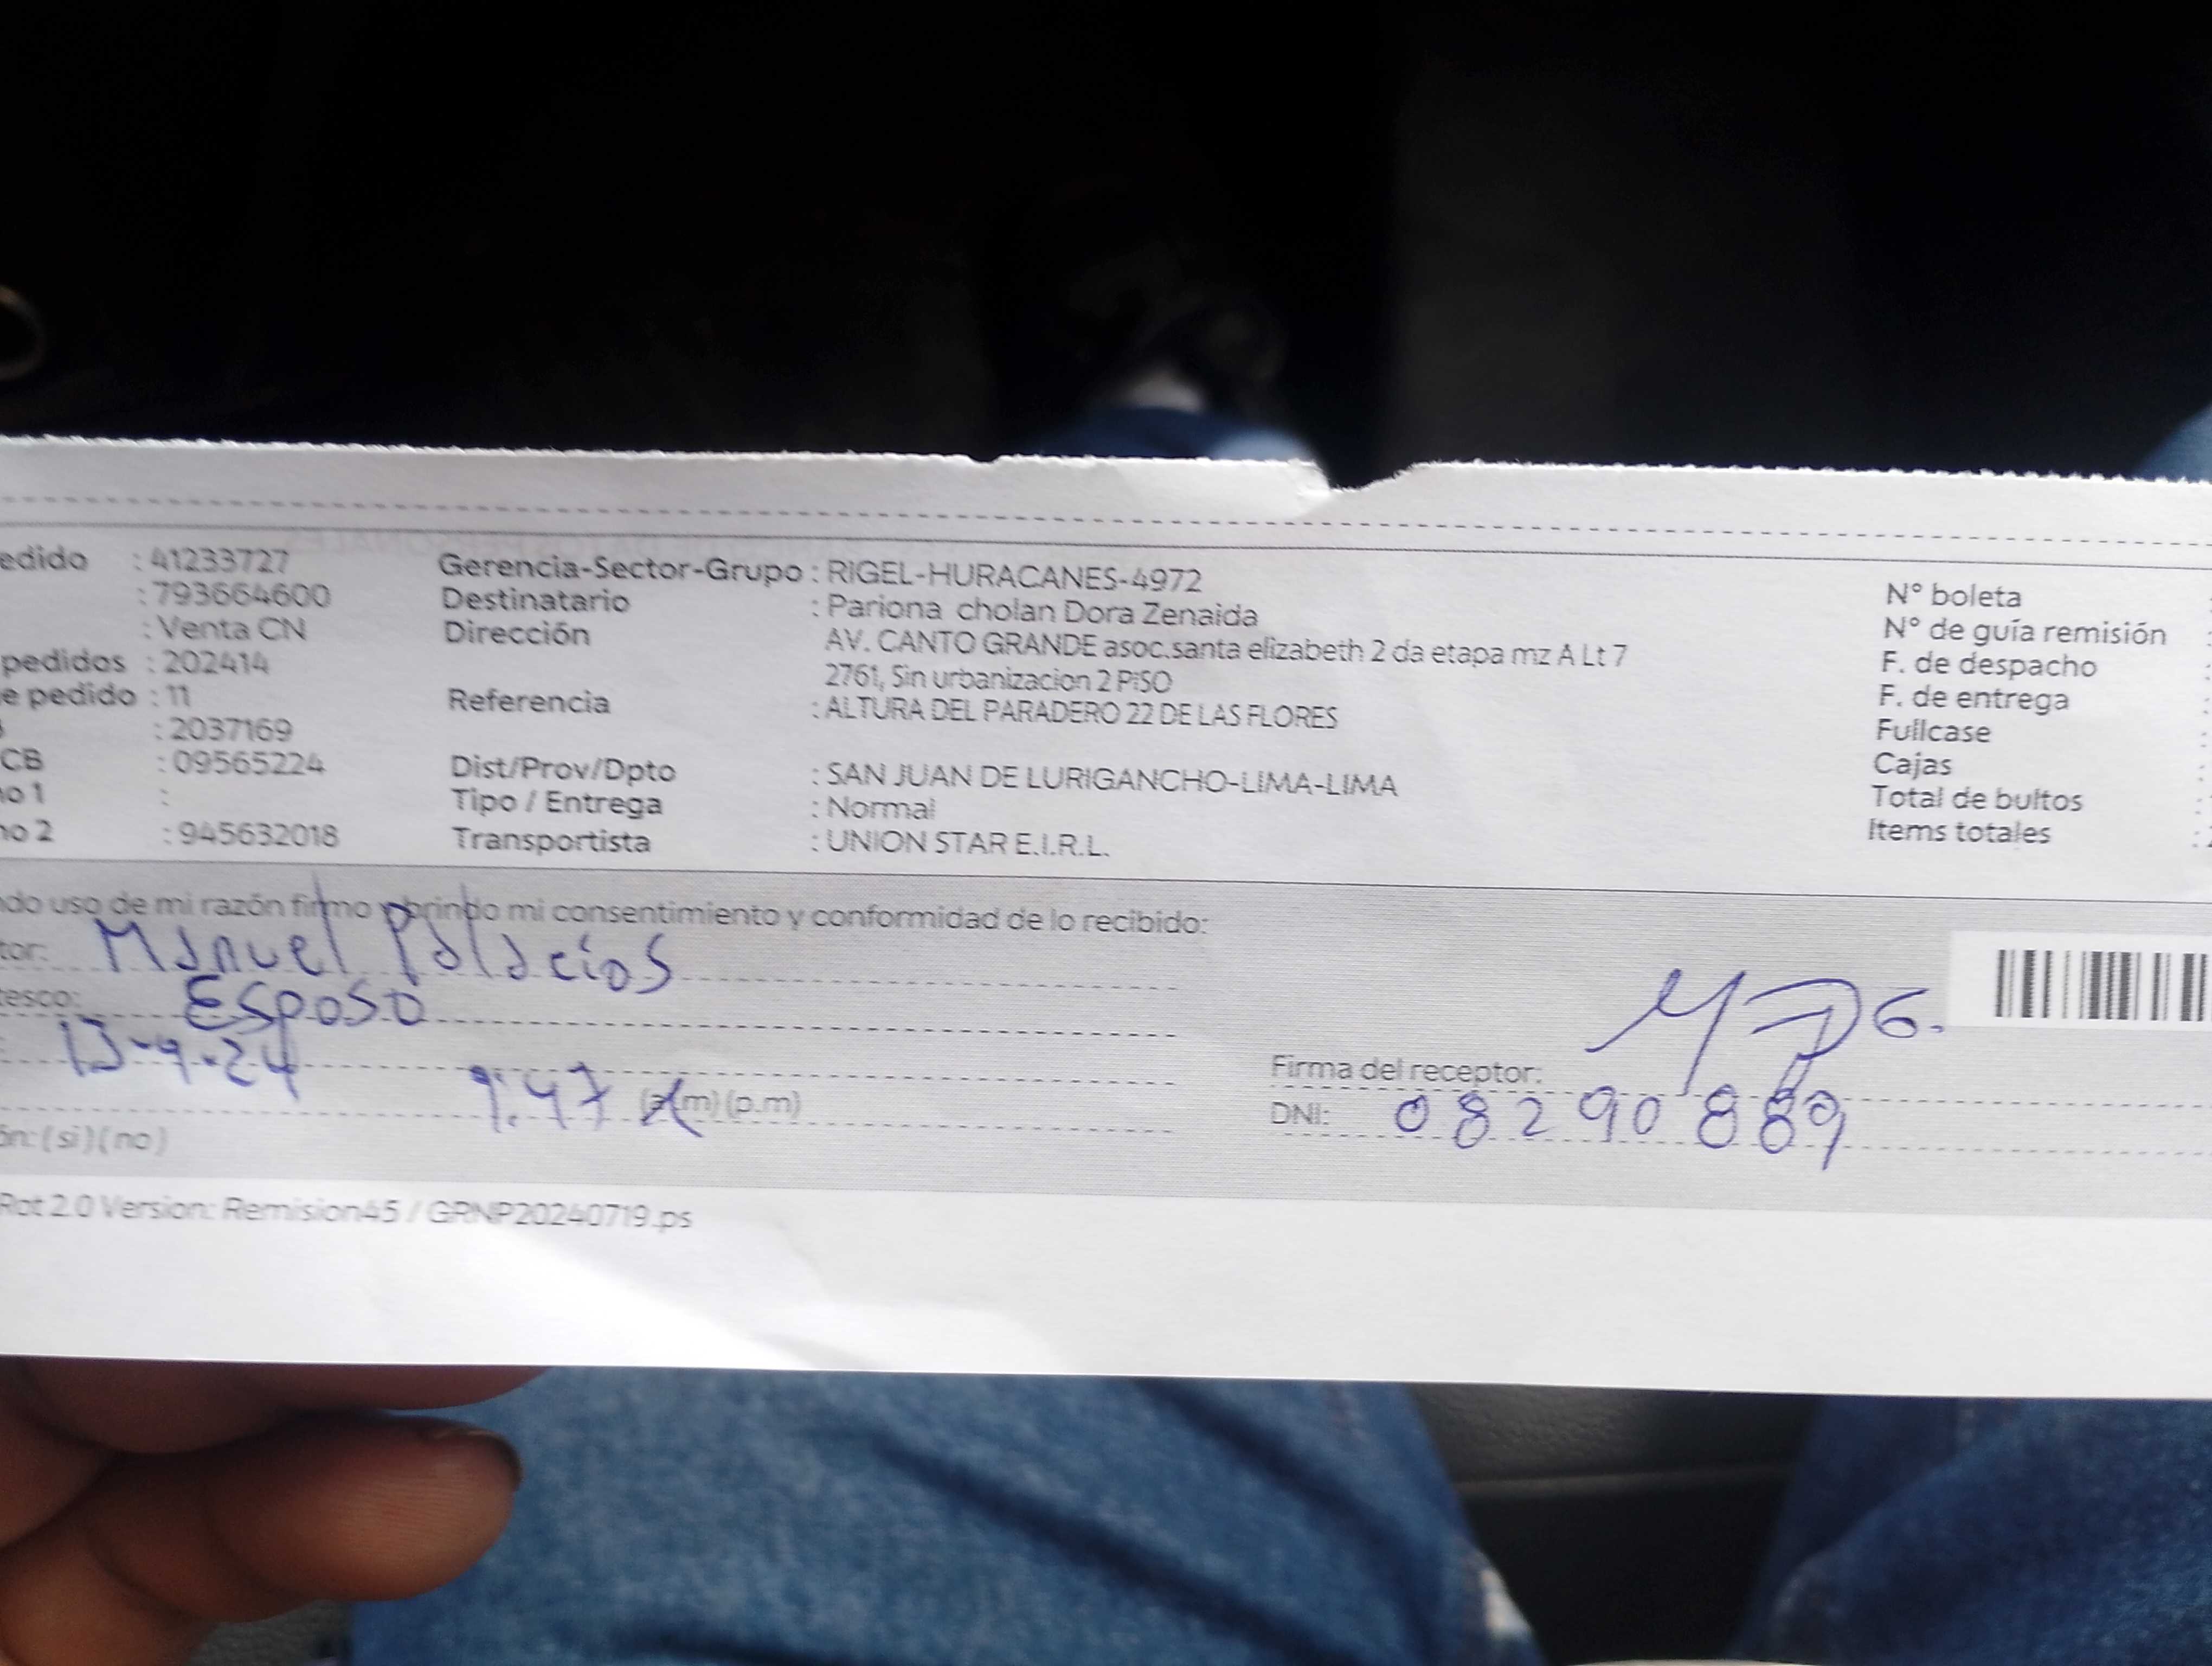 edido : 41233727 Gerencia-Sector-Grupo : RIGEL-HURACANES-4972 N° boleta
: 793664600 Destinatario : Pariona cholan Dora Zenaida N° de guía remisión :
: Venta CN Dirección AV. CANTO GRANDE asoc.santa elizabeth 2 da etapa mz A Lt 7 F. de despacho :
pedidos : 202414 2761, Sin urbanizacion 2 PISO F. de entrega :
e pedido : 11 Referencia : ALTURA DEL PARADERO 22 DE LAS FLORES Fullcase :
: 2037169 Cajas :
CB : 09565224 Dist/Prov/Dpto : SAN JUAN DE LURIGANCHO-LIMA-LIMA Total de bultos :
no 1 : Tipo / Entrega : Normal Items totales :
no 2 : 945632018 Transportista : UNION STAR E.I.R.L.
ndo uso de mi razón firmo y brindo mi consentimiento y conformidad de lo recibido:
tor: Manuel Palacios
tesco: Esposo
13-9-24
Firma del receptor:
9:47 (a.m) (p.m) DNI: 08290889
ón: (si) (no)
Rot 2.0 Version: Remision45 / GRNP20240719.ps